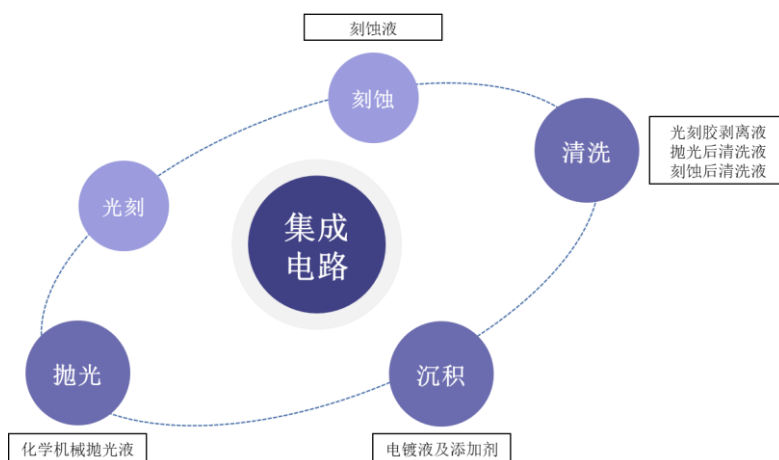 刻蚀液
刻蚀
清洗
光刻胶剥离液
抛光后清洗液
刻蚀后清洗液
光刻
集成
电路
抛光
沉积
化学机械抛光液
电镀液及添加剂